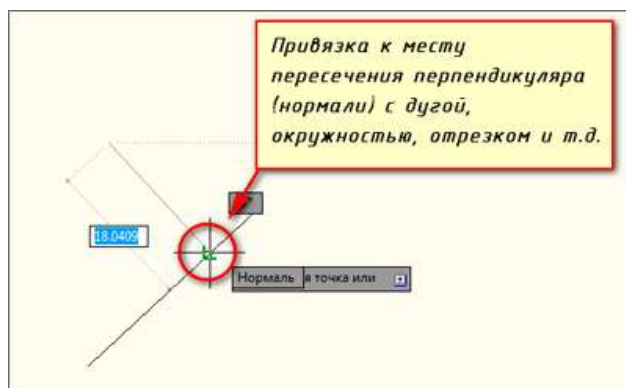 Привязка к месту
пересечения перпендикуляра
(нормали) с дугой,
окружностью, отрезком и т.д.
18.0409
Нормаль я точка или